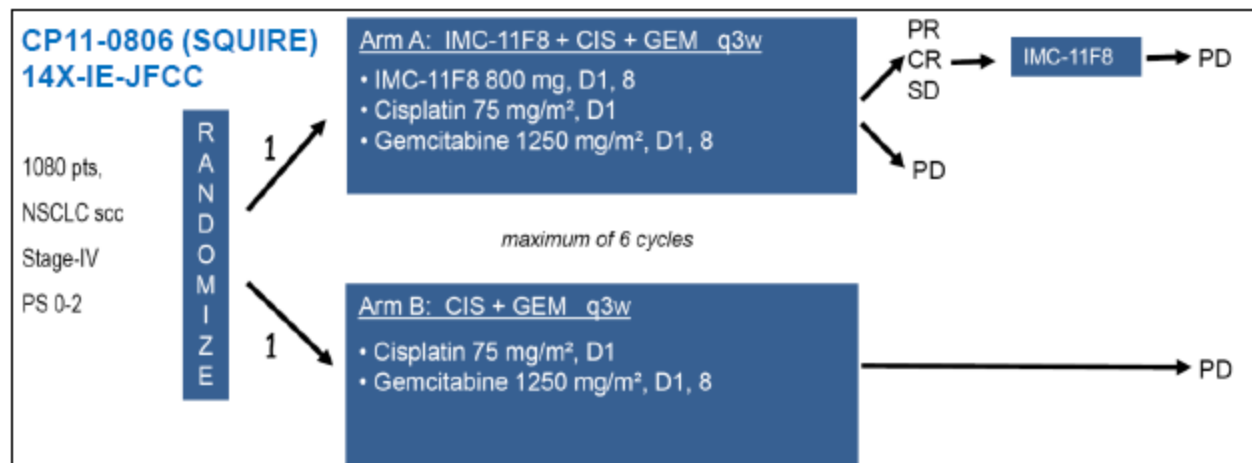 CP11-0806 (SQUIRE)
14X-IE-JFCC
1080 pts,
NSCLC scc
Stage-IV
PS 0-2
RANDOMIZE
1
1
Arm A: IMC-11F8 + CIS + GEM q3w
• IMC-11F8 800 mg, D1, 8
• Cisplatin 75 mg/m², D1
• Gemcitabine 1250 mg/m², D1, 8
PR
CR
SD
IMC-11F8
PD
PD
maximum of 6 cycles
Arm B: CIS + GEM q3w
• Cisplatin 75 mg/m², D1
• Gemcitabine 1250 mg/m², D1, 8
PD